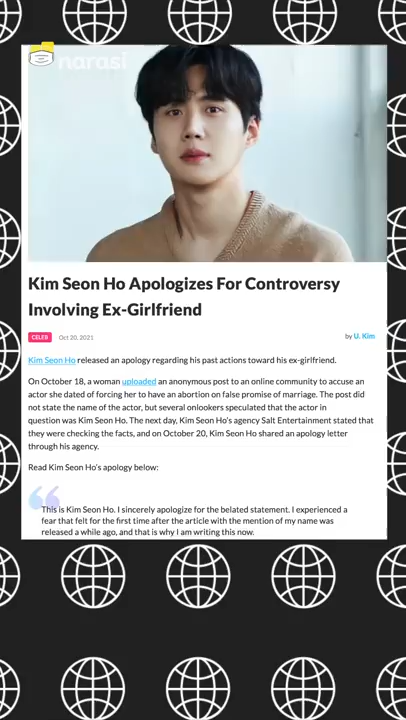 narasi
Kim Seon Ho Apologizes For Controversy
Involving Ex-Girlfriend
CELEB Oct 20, 2021 by U. Kim
Kim Seon Ho released an apology regarding his past actions toward his ex-girlfriend.
On October 18, a woman uploaded an anonymous post to an online community to accuse an
actor she dated of forcing her to have an abortion on false promise of marriage. The post did
not state the name of the actor, but several onlookers speculated that the actor in
question was Kim Seon Ho. The next day, Kim Seon Ho's agency Salt Entertainment stated that
they were checking the facts, and on October 20, Kim Seon Ho shared an apology letter
through his agency.
Read Kim Seon Ho's apology below:
“
This is Kim Seon Ho. I sincerely apologize for the belated statement. I experienced a
fear that felt for the first time after the article with the mention of my name was
released a while ago, and that is why I am writing this now.